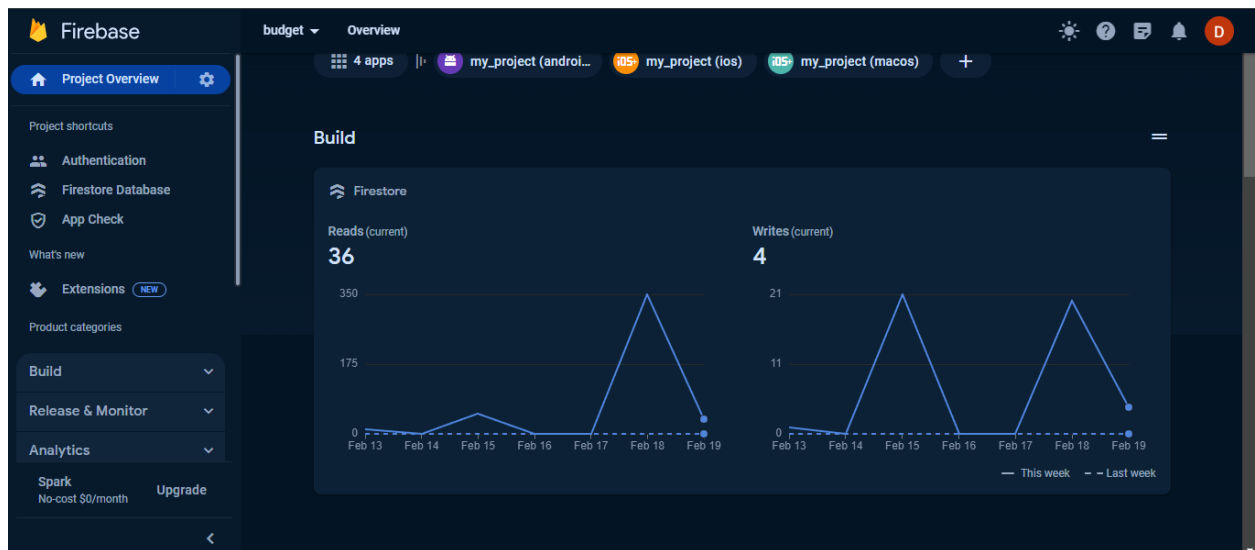 Firebase
budget Overview
D
Project Overview
Project shortcuts
Authentication
Firestore Database
App Check
What's new
Extensions NEW
Product categories
Build
Release & Monitor
Analytics
Spark
No-cost $0/month
Upgrade
4 apps my_project (androi... iOS+ my_project (ios) iOS+ my_project (macos) +
Build
Firestore
Reads (current)
36
350
175
0
Feb 13 Feb 14 Feb 15 Feb 16 Feb 17 Feb 18 Feb 19
Writes (current)
4
21
11
0
Feb 13 Feb 14 Feb 15 Feb 16 Feb 17 Feb 18 Feb 19
This week Last week